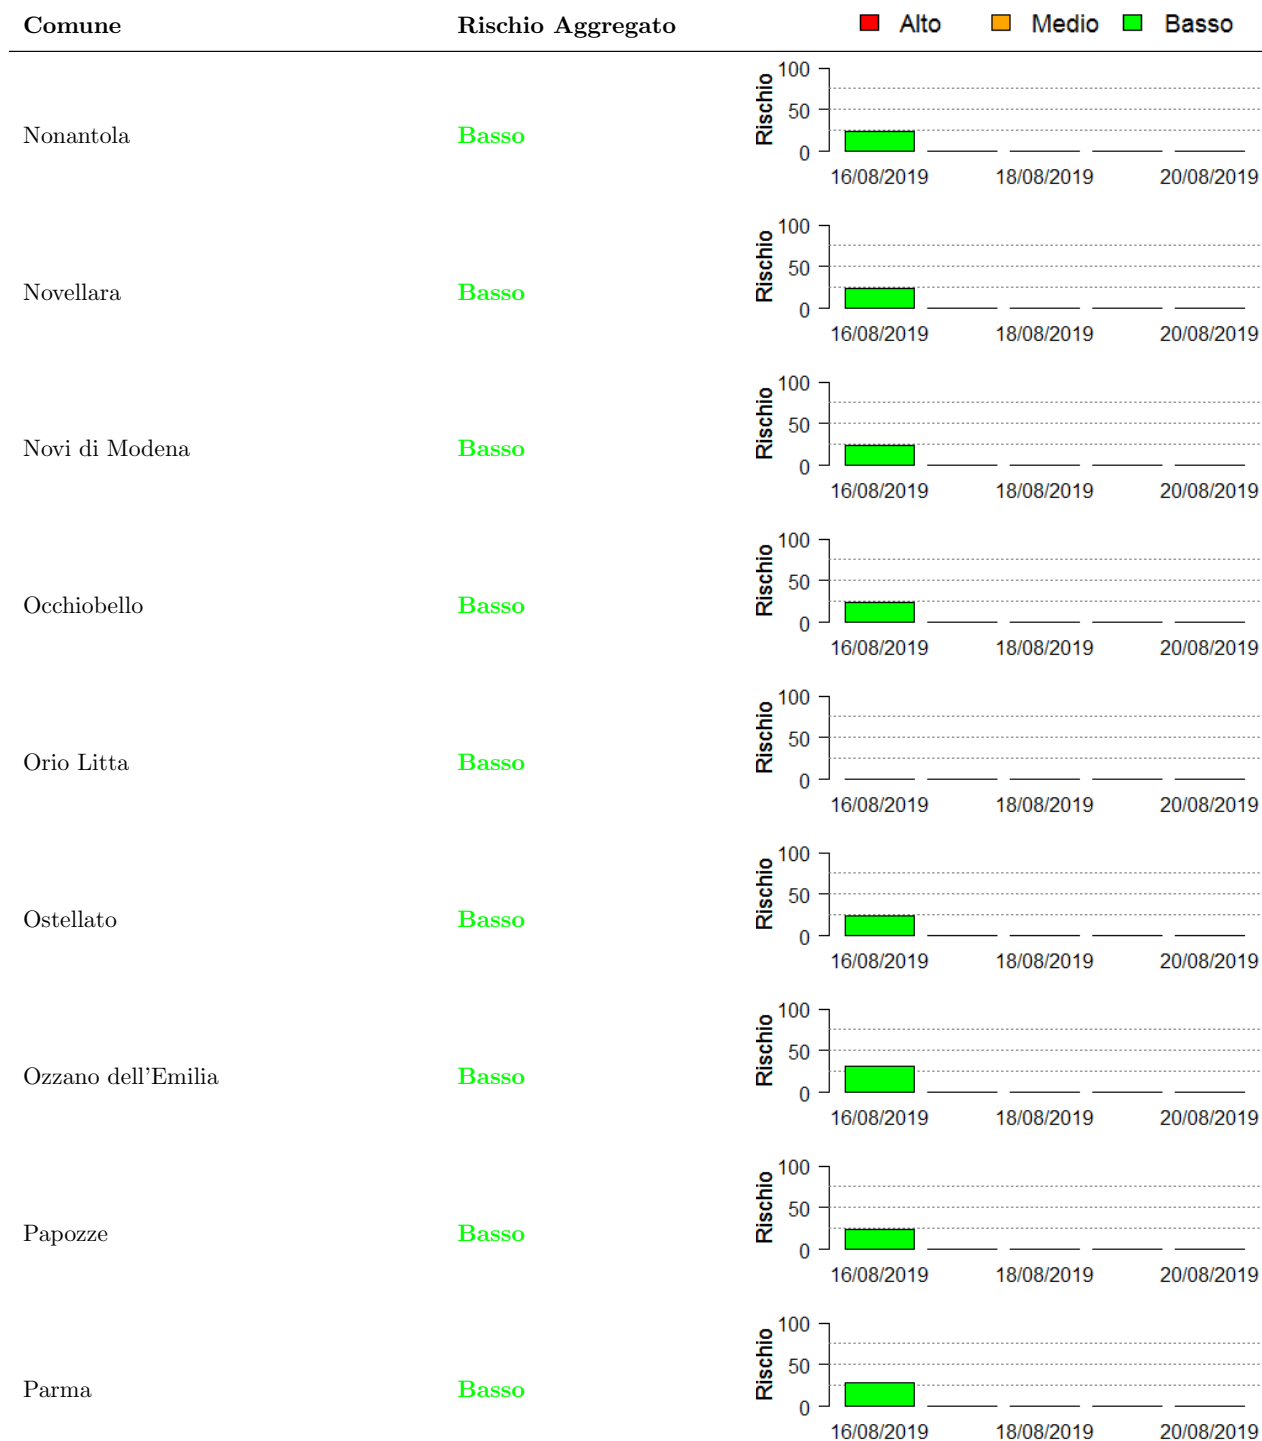 Comune Rischio Aggregato Alto Medio Basso
Nonantola Basso Rischio 100 50 0
16/08/2019 18/08/2019 20/08/2019
Novellara Basso Rischio 100 50 0
16/08/2019 18/08/2019 20/08/2019
Novi di Modena Basso Rischio 100 50 0
16/08/2019 18/08/2019 20/08/2019
Occhiobello Basso Rischio 100 50 0
16/08/2019 18/08/2019 20/08/2019
Orio Litta Basso Rischio 100 50 0
16/08/2019 18/08/2019 20/08/2019
Ostellato Basso Rischio 100 50 0
16/08/2019 18/08/2019 20/08/2019
Ozzano dell'Emilia Basso Rischio 100 50 0
16/08/2019 18/08/2019 20/08/2019
Papozze Basso Rischio 100 50 0
16/08/2019 18/08/2019 20/08/2019
Parma Basso Rischio 100 50 0
16/08/2019 18/08/2019 20/08/2019